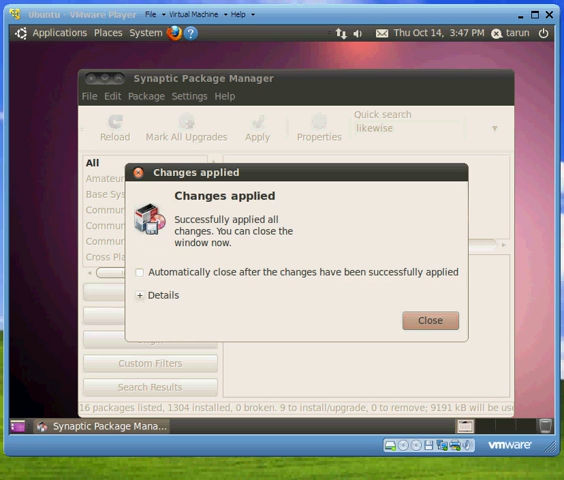 Ubuntu - VMware Player File Virtual Machine Help
Applications Places System ? Thu Oct 14, 3:47 PM tarun
Synaptic Package Manager
File Edit Package Settings Help
Quick search
likewise
Reload Mark All Upgrades Apply Properties
All
Amateur
Base Sys
Commun
Commun
Commun
Cross Pla
Changes applied
Changes applied
Successfully applied all
changes. You can close the
window now.
Automatically close after the changes have been successfully applied
+ Details
Close
Custom Filters
Search Results
16 packages listed, 1304 installed, 0 broken. 9 to install/upgrade, 0 to remove; 9191 kB will be use
Synaptic Package Mana...
vmware